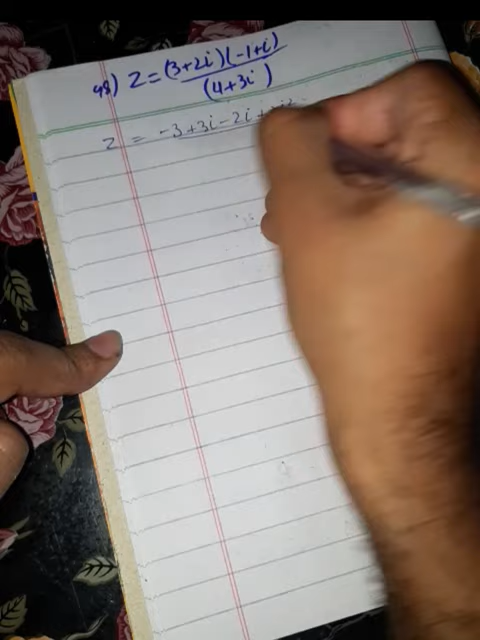 48) Z = (3+2i)(-1+i)
(4+3i)
Z = -3+3i-2i+